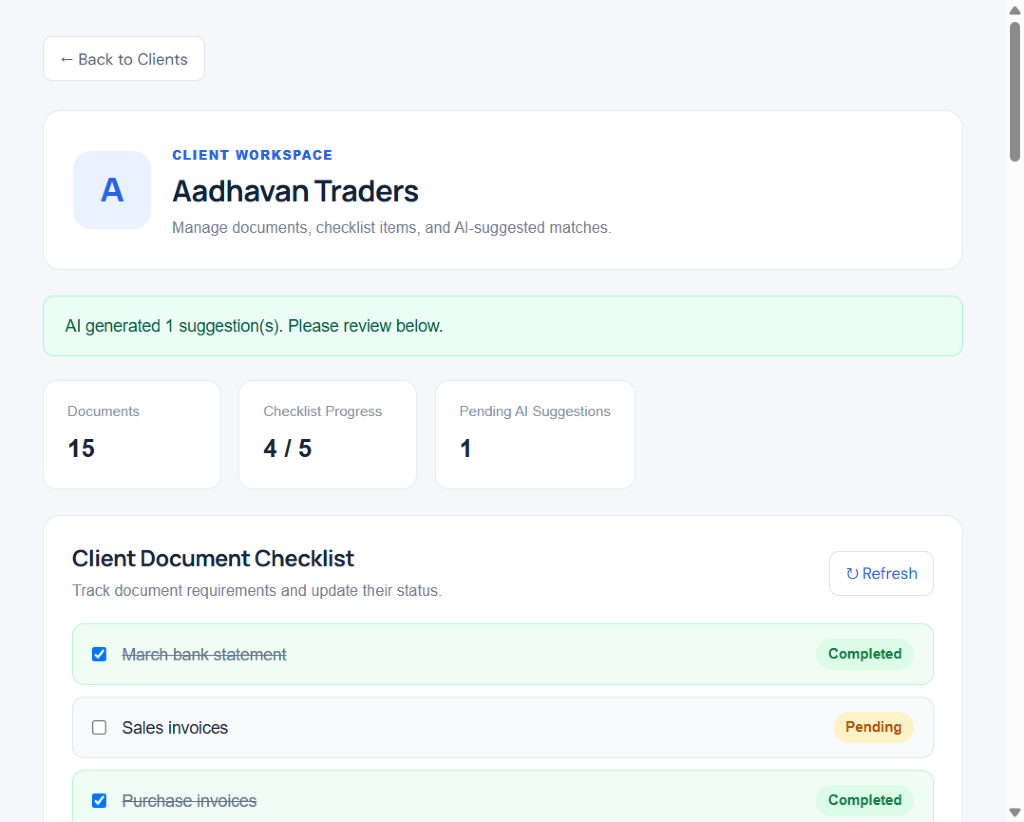 ← Back to Clients
A
CLIENT WORKSPACE
Aadhavan Traders
Manage documents, checklist items, and AI-suggested matches.
AI generated 1 suggestion(s). Please review below.
Documents
15
Checklist Progress
4 / 5
Pending AI Suggestions
1
Client Document Checklist
Track document requirements and update their status.
↻ Refresh
March bank statement
Completed
Sales invoices
Pending
Purchase invoices
Completed